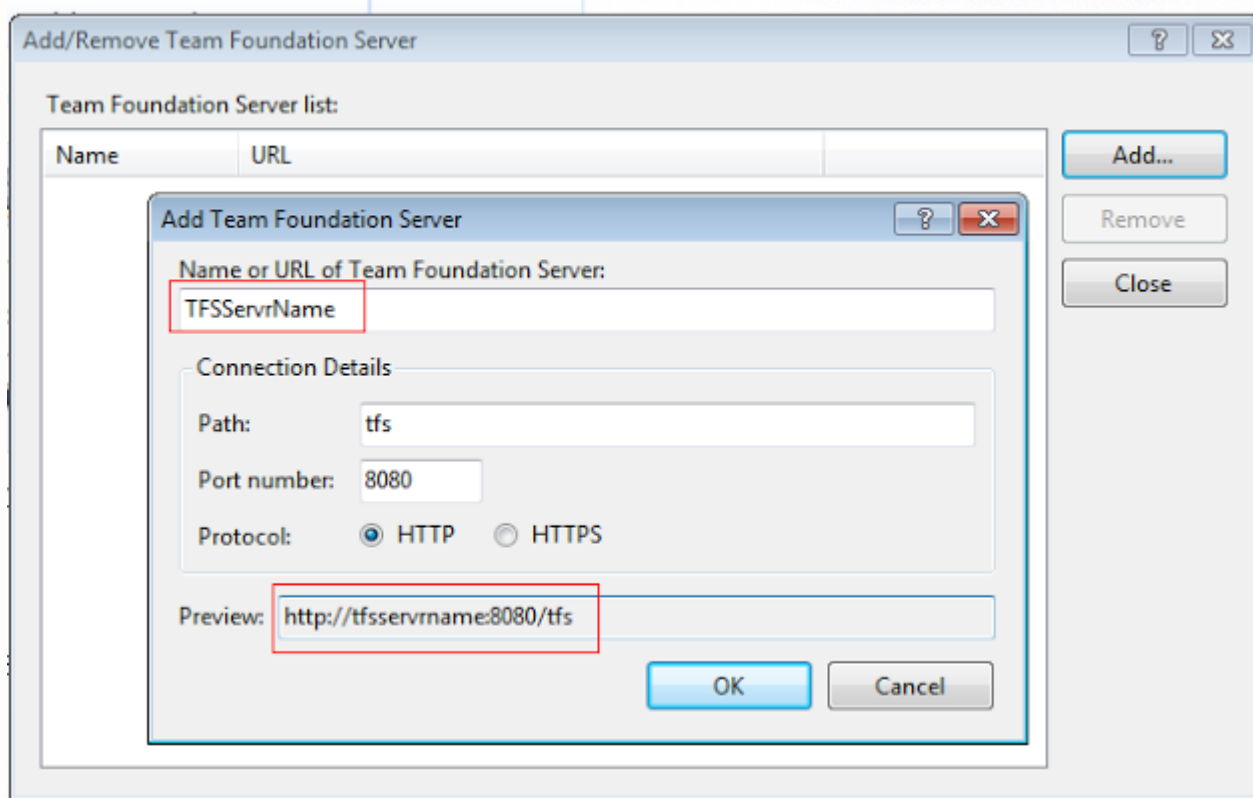 Add/Remove Team Foundation Server
Team Foundation Server list:
Name URL
Add...
Remove
Close
Add Team Foundation Server
Name or URL of Team Foundation Server:
TFSServrName
Connection Details
Path: tfs
Port number: 8080
Protocol: HTTP HTTPS
Preview: http://tfsservrname:8080/tfs
OK Cancel